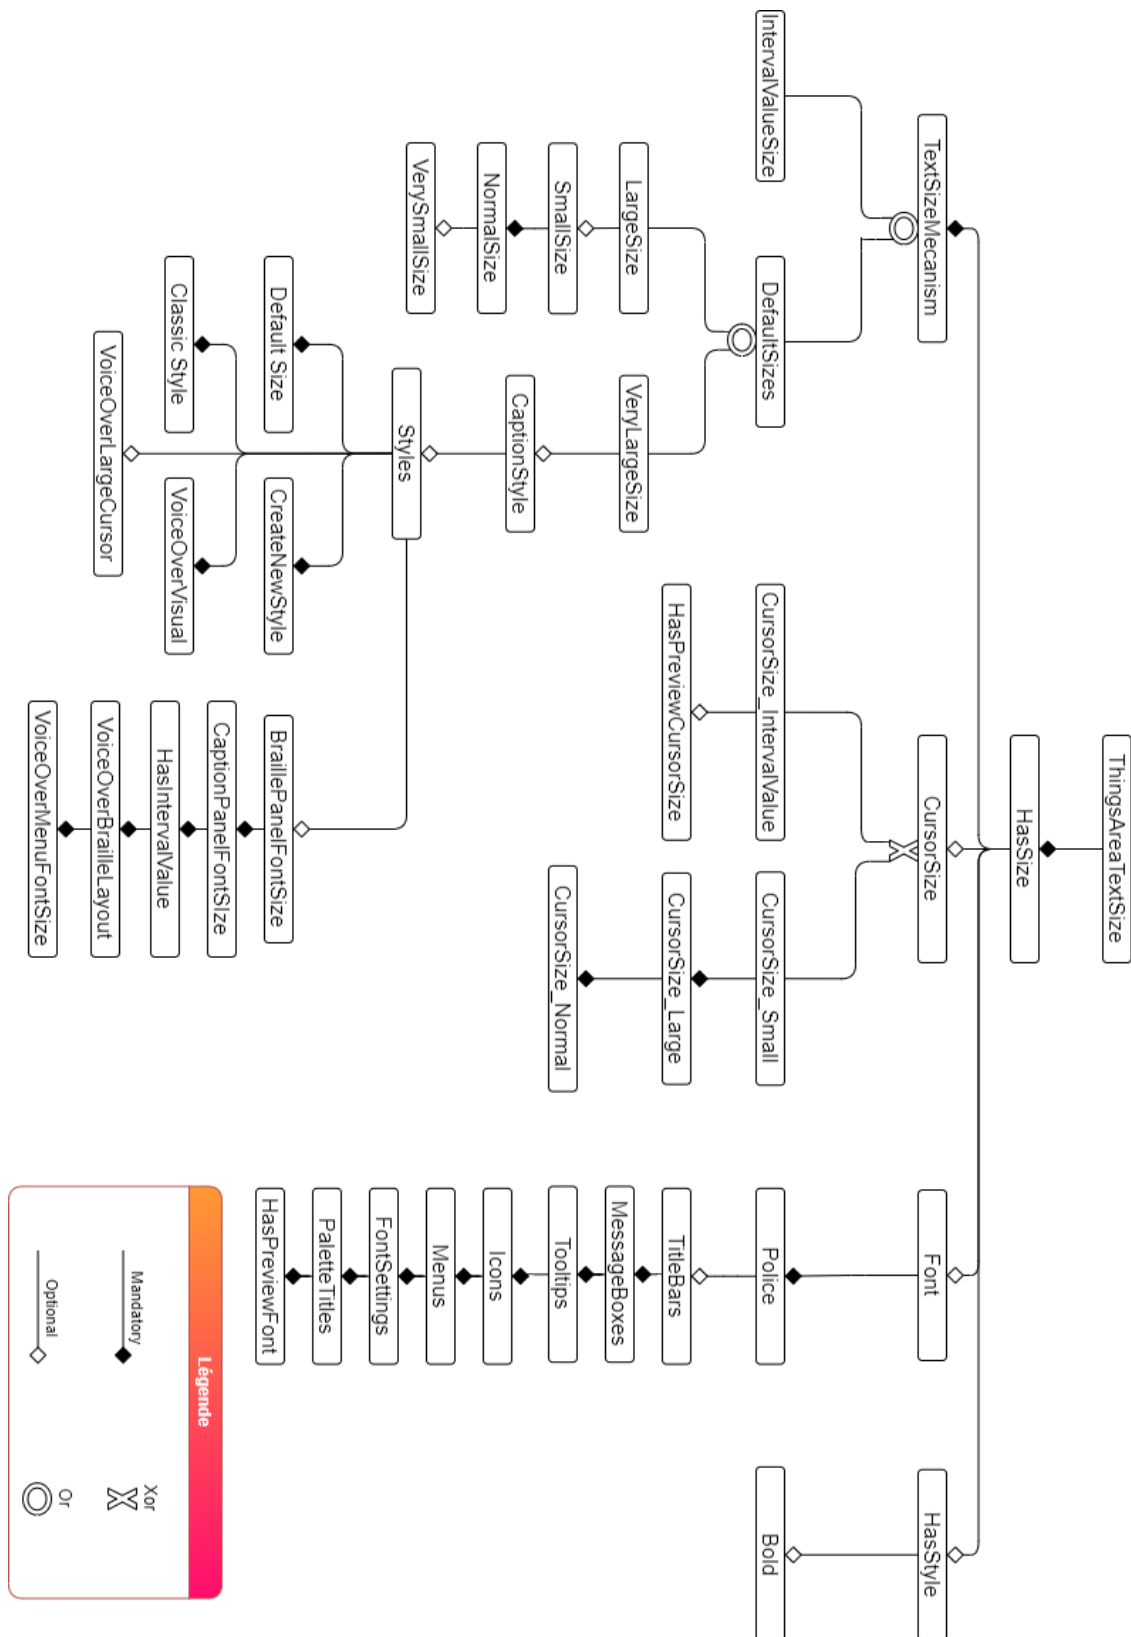 ThingsAreaTextSize
HasSize
TextSizeMecanism
CursorSize
Font
HasStyle
IntervalValueSize
DefaultSizes
CursorSize_IntervalValue
CursorSize_Small
Police
Bold
LargeSize
VeryLargeSize
HasPreviewCursorSize
CursorSize_Large
TitleBars
MessageBoxes
SmallSize
CaptionStyle
CursorSize_Normal
Tooltips
NormalSize
Icons
VerySmallSize
Styles
Menus
FontSettings
PaletteTitles
Default Size
CreateNewStyle
BraillePanelFontSize
HasPreviewFont
CaptionPanelFontSIze
Classic Style
VoiceOverVisual
HasIntervalValue
VoiceOverLargeCursor
VoiceOverBrailleLayout
VoiceOverMenuFontSize
Légende
Mandatory
Xor
Optional
Or